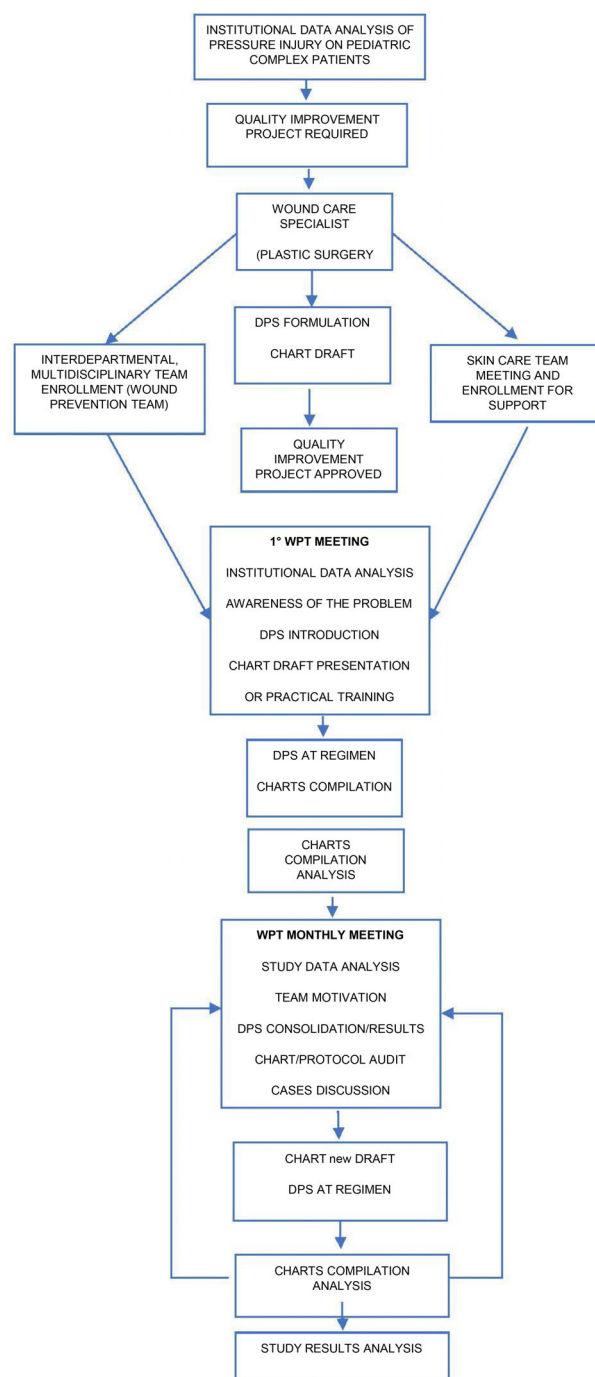 INSTITUTIONAL DATA ANALYSIS OF
PRESSURE INJURY ON PEDIATRIC
COMPLEX PATIENTS
QUALITY IMPROVEMENT
PROJECT REQUIRED
WOUND CARE
SPECIALIST
(PLASTIC SURGERY
DPS FORMULATION
CHART DRAFT
INTERDEPARTMENTAL,
MULTIDISCIPLINARY TEAM
ENROLLMENT (WOUND
PREVENTION TEAM)
SKIN CARE TEAM
MEETING AND
ENROLLMENT FOR
SUPPORT
QUALITY
IMPROVEMENT
PROJECT APPROVED
1° WPT MEETING
INSTITUTIONAL DATA ANALYSIS
AWARENESS OF THE PROBLEM
DPS INTRODUCTION
CHART DRAFT PRESENTATION
OR PRACTICAL TRAINING
DPS AT REGIMEN
CHARTS COMPILATION
CHARTS
COMPILATION
ANALYSIS
WPT MONTHLY MEETING
STUDY DATA ANALYSIS
TEAM MOTIVATION
DPS CONSOLIDATION/RESULTS
CHART/PROTOCOL AUDIT
CASES DISCUSSION
CHART new DRAFT
DPS AT REGIMEN
CHARTS COMPILATION
ANALYSIS
STUDY RESULTS ANALYSIS